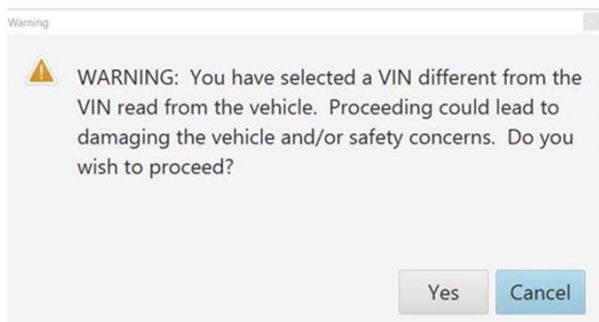 Warning
WARNING:  You have selected a VIN different from the
VIN read from the vehicle.  Proceeding could lead to
damaging the vehicle and/or safety concerns.  Do you
wish to proceed?
Yes
Cancel